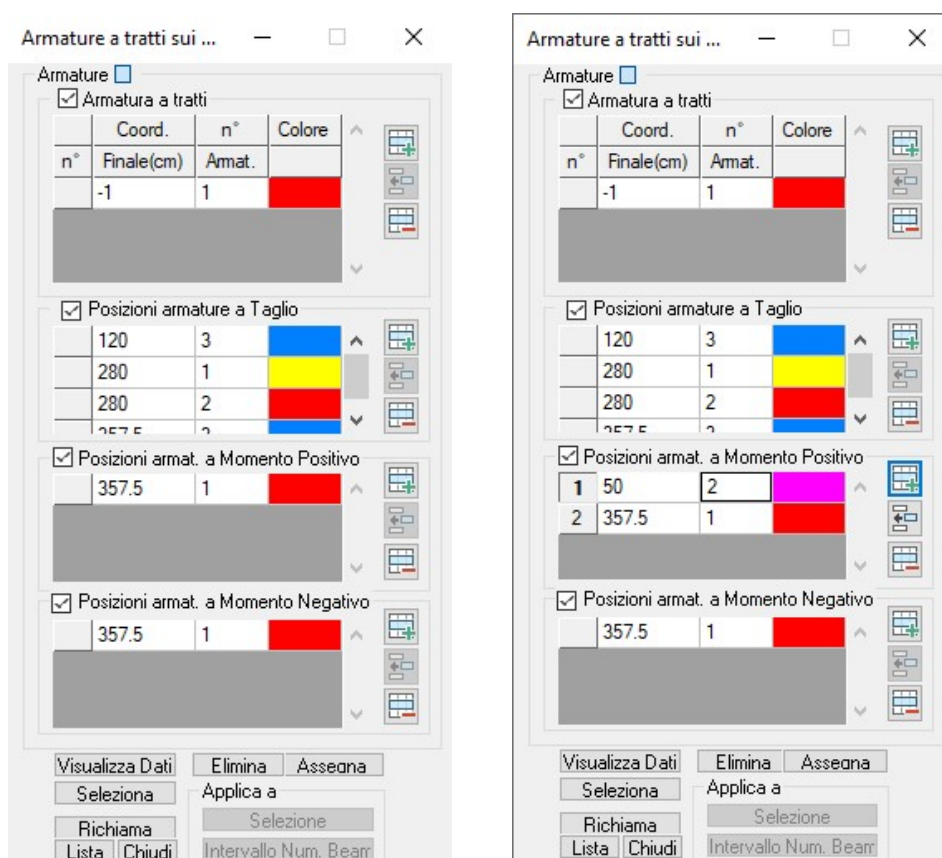 Armature a tratti sui ...
Armature
Armatura a tratti
Coord. n° Colore
n° Finale(cm) Armat.
-1 1
Posizioni armature a Taglio
120 3
280 1
280 2
357.5 2
Posizioni armat. a Momento Positivo
357.5 1
Posizioni armat. a Momento Negativo
357.5 1
Visualizza Dati Elimina Assegna
Seleziona Applica a
Selezione
Richiama
Lista Chiudi Intervallo Num. Beam
Armature a tratti sui ...
Armature
Armatura a tratti
Coord. n° Colore
n° Finale(cm) Armat.
-1 1
Posizioni armature a Taglio
120 3
280 1
280 2
357.5
Posizioni armat. a Momento Positivo
1 50 2
2 357.5 1
Posizioni armat. a Momento Negativo
357.5 1
Visualizza Dati Elimina Assegna
Seleziona Applica a
Selezione
Richiama
Lista Chiudi Intervallo Num. Beam